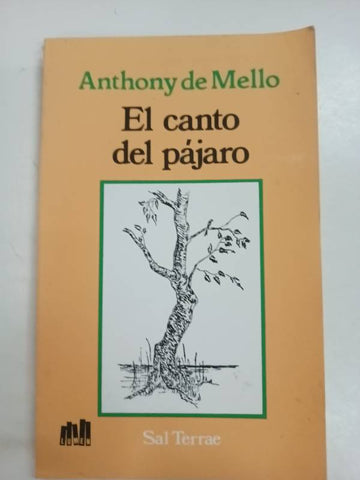 Anthony de Mello
El canto
del pájaro
Sal Terrae